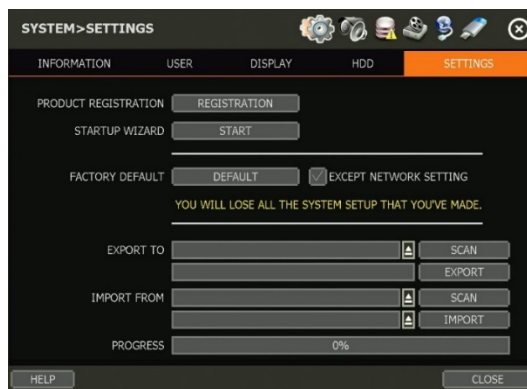 SYSTEM>SETTINGS
INFORMATION USER DISPLAY HDD SETTINGS
PRODUCT REGISTRATION REGISTRATION
STARTUP WIZARD START
FACTORY DEFAULT DEFAULT EXCEPT NETWORK SETTING
YOU WILL LOSE ALL THE SYSTEM SETUP THAT YOU'VE MADE.
EXPORT TO SCAN
EXPORT
IMPORT FROM SCAN
IMPORT
PROGRESS 0%
HELP CLOSE